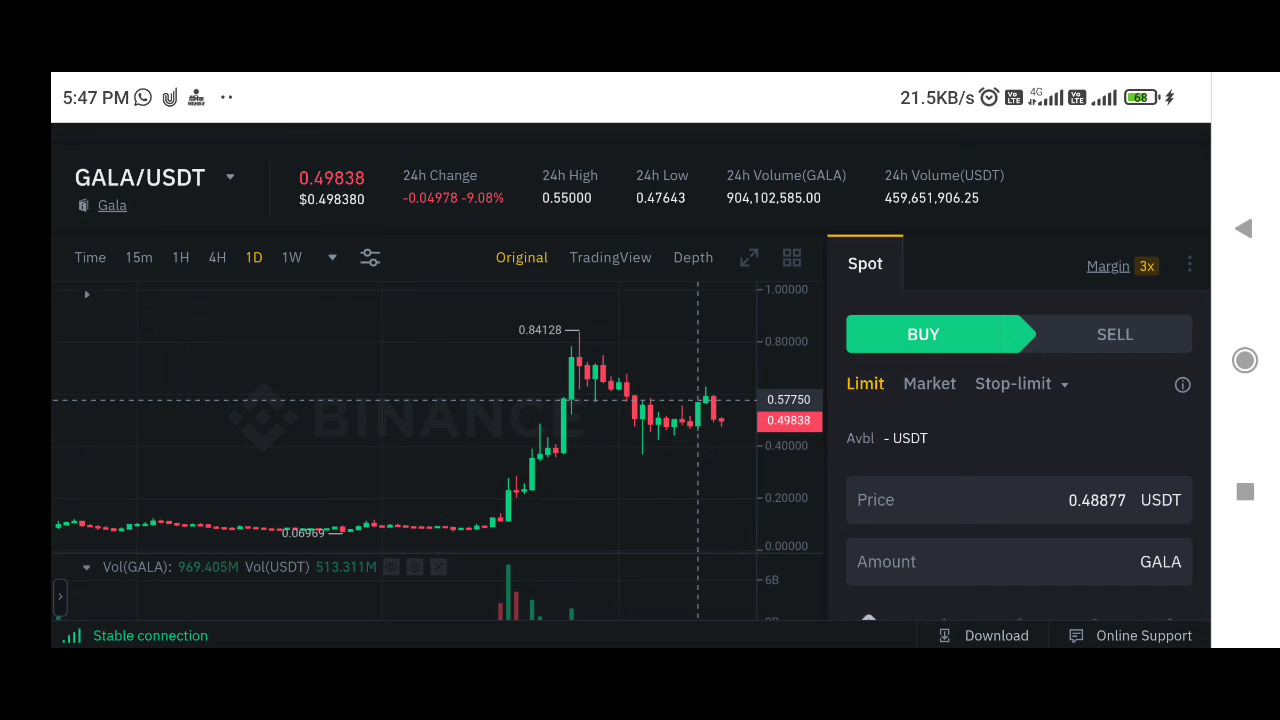 5:47 PM
21.5KB/s 4G Vo LTE Vo LTE 68
GALA/USDT
Gala
0.49838
$0.498380
24h Change
-0.04978 -9.08%
24h High
0.55000
24h Low
0.47643
24h Volume(GALA)
904,102,585.00
24h Volume(USDT)
459,651,906.25
Time 15m 1H 4H 1D 1W
Original TradingView Depth
1.00000
0.84128
0.80000
0.57750
0.49838
0.40000
0.20000
0.06969
0.00000
BINANCE
Vol(GALA): 969.405M Vol(USDT) 513.311M
6B
Spot
Margin 3x
BUY SELL
Limit Market Stop-limit
Avbl - USDT
Price 0.48877 USDT
Amount GALA
Stable connection
Download
Online Support